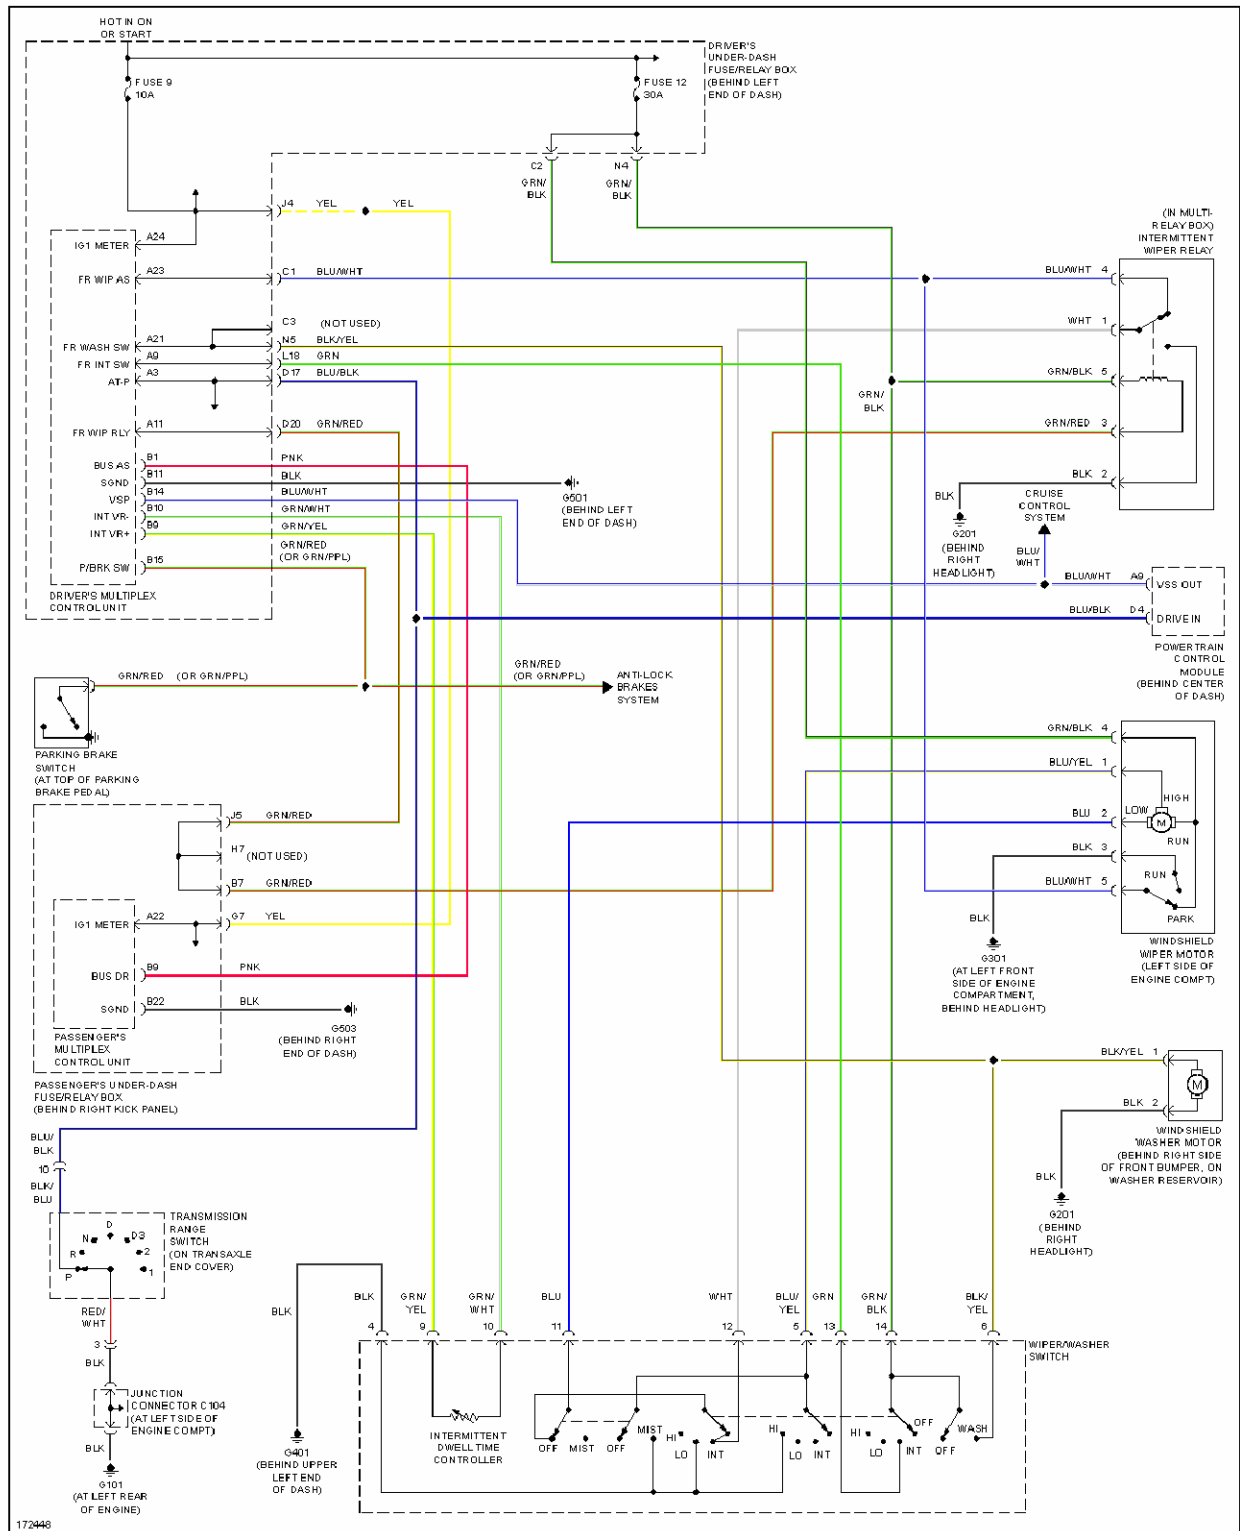 HOT IN ON
OR START
DRIVER'S
UNDER-DASH
FUSE/RELAY BOX
(BEHIND LEFT
END OF DASH)
FUSE 9
10A
FUSE 12
30A
C2
N4
GRN/
BLK
GRN/
BLK
J4
YEL
YEL
(IN MULTI-
RELAY BOX)
INTERMITTENT
WIPER RELAY
IG1 METER
A24
FR WIP AS
A23
C1
BLU/WHT
BLU/WHT
4
C3
(NOT USED)
WHT
1
FR WASH SW
A21
N5
BLK/YEL
FR INT SW
A9
L18
GRN
AT-P
A3
D17
BLU/BLK
GRN/BLK
5
GRN/
BLK
FR WIP RLY
A11
D20
GRN/RED
GRN/RED
3
BUS AS
B1
PNK
SGND
B11
BLK
BLK
2
VSP
B14
BLU/WHT
INT VR-
B10
GRN/WHT
INT VR+
B9
GRN/YEL
GRN/RED
(OR GRN/PPL)
P/BRK SW
B15
G501
(BEHIND LEFT
END OF DASH)
BLK
G201
(BEHIND
RIGHT
HEADLIGHT)
CRUISE
CONTROL
SYSTEM
BLU/
WHT
BLU/WHT
A9
VSS OUT
BLU/BLK
D4
DRIVE IN
DRIVER'S MULTIPLEX
CONTROL UNIT
POWERTRAIN
CONTROL
MODULE
(BEHIND CENTER
OF DASH)
GRN/RED
(OR GRN/PPL)
GRN/RED
(OR GRN/PPL)
ANTI-LOCK
BRAKES
SYSTEM
PARKING BRAKE
SWITCH
(AT TOP OF PARKING
BRAKE PEDAL)
GRN/BLK
4
BLU/YEL
1
HIGH
BLU
2
LOW
M
RUN
BLK
3
RUN
BLU/WHT
5
PARK
J5
GRN/RED
H7
(NOT USED)
B7
GRN/RED
IG1 METER
A22
G7
YEL
BUS DR
B9
PNK
SGND
B22
BLK
BLK
G301
(AT LEFT FRONT
SIDE OF ENGINE
COMPARTMENT,
BEHIND HEADLIGHT)
WINDSHIELD
WIPER MOTOR
(LEFT SIDE OF
ENGINE COMPT)
G503
(BEHIND RIGHT
END OF DASH)
PASSENGER'S
MULTIPLEX
CONTROL UNIT
PASSENGER'S UNDER-DASH
FUSE/RELAY BOX
(BEHIND RIGHT KICK PANEL)
BLK/YEL
1
M
BLK
2
WINDSHIELD
WASHER MOTOR
(BEHIND RIGHT SIDE
OF FRONT BUMPER, ON
WASHER RESERVOIR)
BLK
G201
(BEHIND
RIGHT
HEADLIGHT)
BLU/
BLK
10
BLK/
BLU
TRANSMISSION
RANGE
SWITCH
(ON TRANSAXLE
END COVER)
D
N
D3
R
2
P
1
RED/
WHT
3
BLK
JUNCTION
CONNECTOR C104
(AT LEFT SIDE OF
ENGINE COMPT)
BLK
G101
(AT LEFT REAR
OF ENGINE)
BLK
G401
(BEHIND UPPER
LEFT END
OF DASH)
BLK
4
GRN/
YEL
9
GRN/
WHT
10
BLU
11
WHT
12
BLU/
YEL
5
GRN
13
GRN/
BLK
14
BLK/
YEL
6
WIPER/WASHER
SWITCH
INTERMITTENT
DWELL TIME
CONTROLLER
OFF
MIST
OFF
MIST
HI
LO
INT
HI
LO
INT
HI
LO
OFF
INT
OFF
WASH
172448